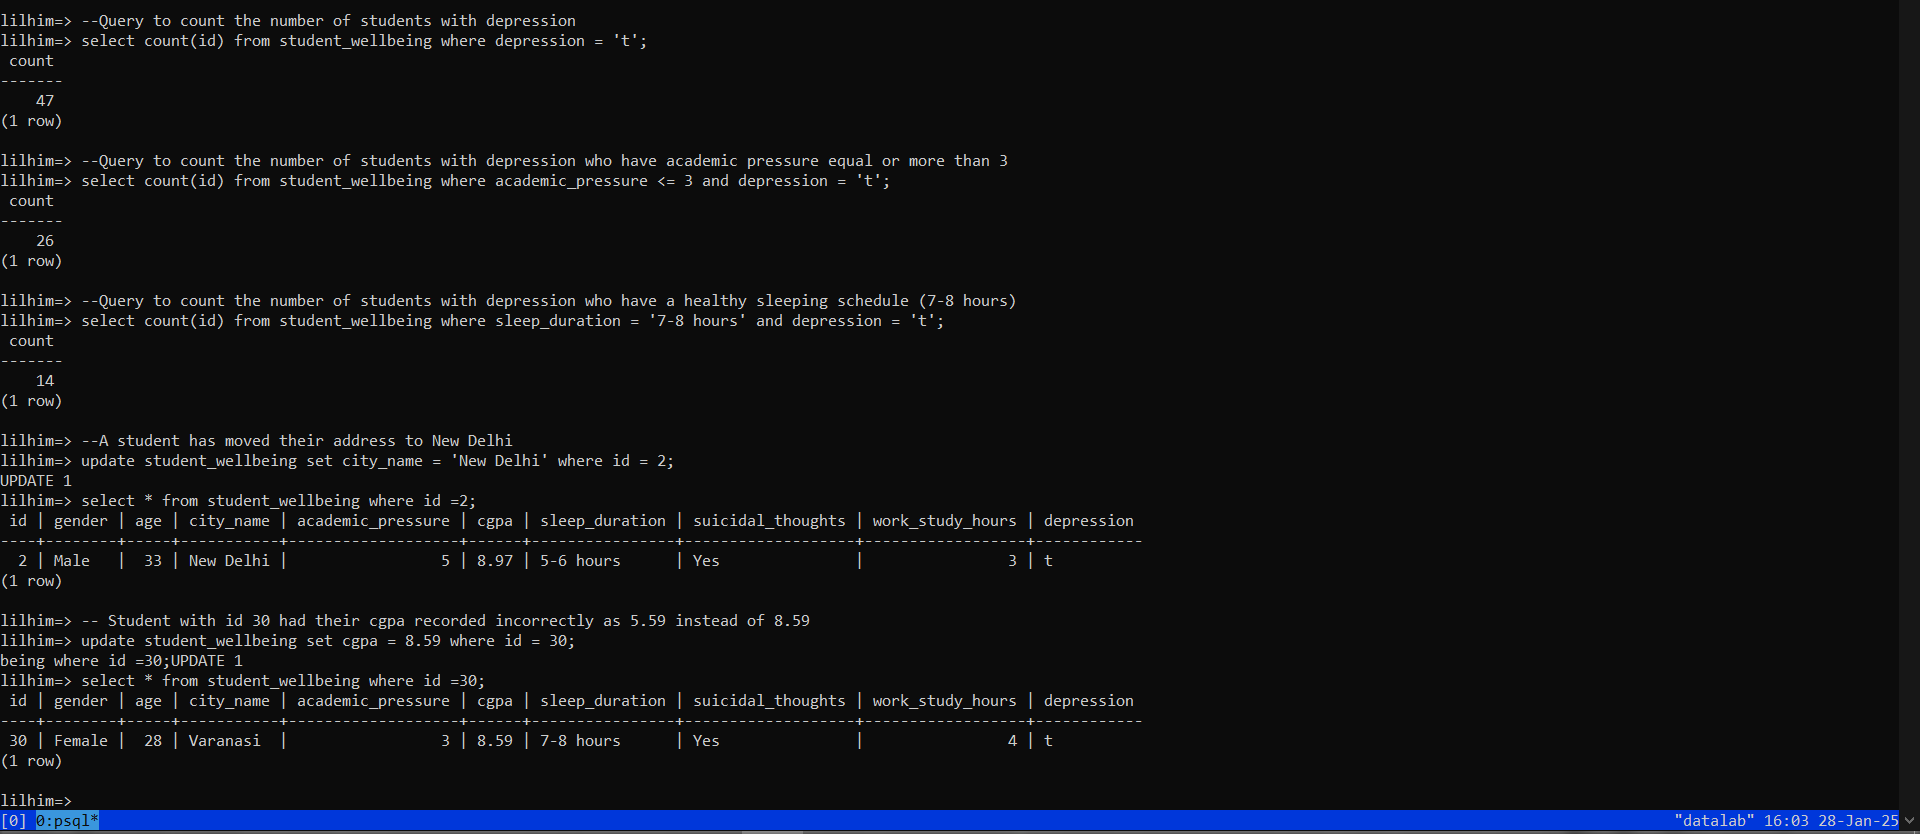 lilhim=> --Query to count the number of students with depression
lilhim=> select count(id) from student_wellbeing where depression = 't';
 count
-------
    47
(1 row)

lilhim=> --Query to count the number of students with depression who have academic pressure equal or more than 3
lilhim=> select count(id) from student_wellbeing where academic_pressure <= 3 and depression = 't';
 count
-------
    26
(1 row)

lilhim=> --Query to count the number of students with depression who have a healthy sleeping schedule (7-8 hours)
lilhim=> select count(id) from student_wellbeing where sleep_duration = '7-8 hours' and depression = 't';
 count
-------
    14
(1 row)

lilhim=> --A student has moved their address to New Delhi
lilhim=> update student_wellbeing set city_name = 'New Delhi' where id = 2;
UPDATE 1
lilhim=> select * from student_wellbeing where id =2;
 id | gender | age | city_name | academic_pressure | cgpa | sleep_duration | suicidal_thoughts | work_study_hours | depression
----+--------+-----+-----------+-------------------+------+----------------+-------------------+------------------+------------
  2 | Male   |  33 | New Delhi |                 5 | 8.97 | 5-6 hours      | Yes               |                3 | t
(1 row)

lilhim=> -- Student with id 30 had their cgpa recorded incorrectly as 5.59 instead of 8.59
lilhim=> update student_wellbeing set cgpa = 8.59 where id = 30;
being where id =30;UPDATE 1
lilhim=> select * from student_wellbeing where id =30;
 id | gender | age | city_name | academic_pressure | cgpa | sleep_duration | suicidal_thoughts | work_study_hours | depression
----+--------+-----+-----------+-------------------+------+----------------+-------------------+------------------+------------
 30 | Female |  28 | Varanasi  |                 3 | 8.59 | 7-8 hours      | Yes               |                4 | t
(1 row)

lilhim=>
[0] 0:psql* "datalab" 16:03 28-Jan-25